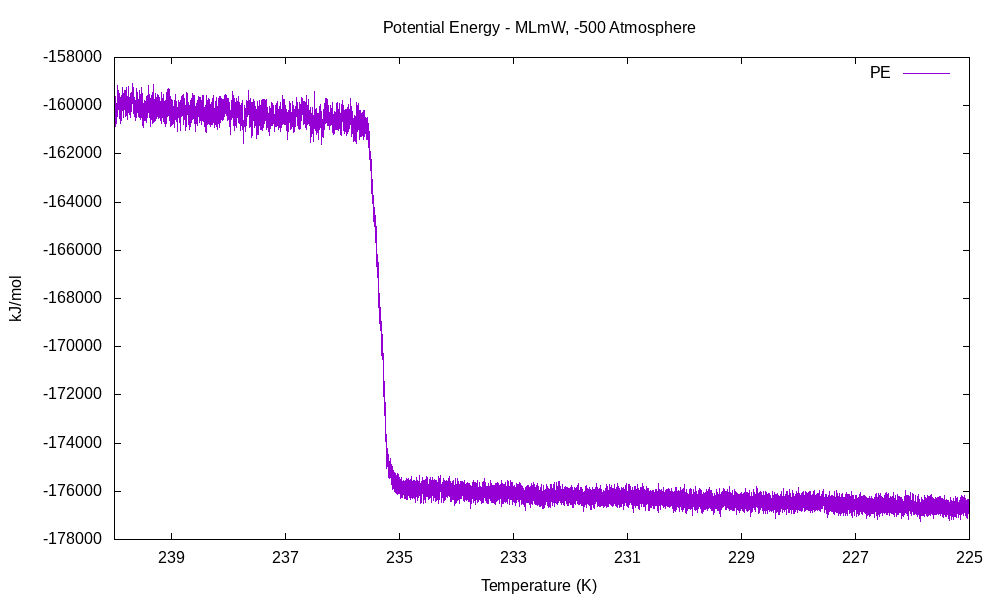 Potential Energy - MLmW, -500 Atmosphere
PE
-158000
-160000
-162000
-164000
-166000
-168000
-170000
-172000
-174000
-176000
-178000
kJ/mol
239 237 235 233 231 229 227 225
Temperature (K)